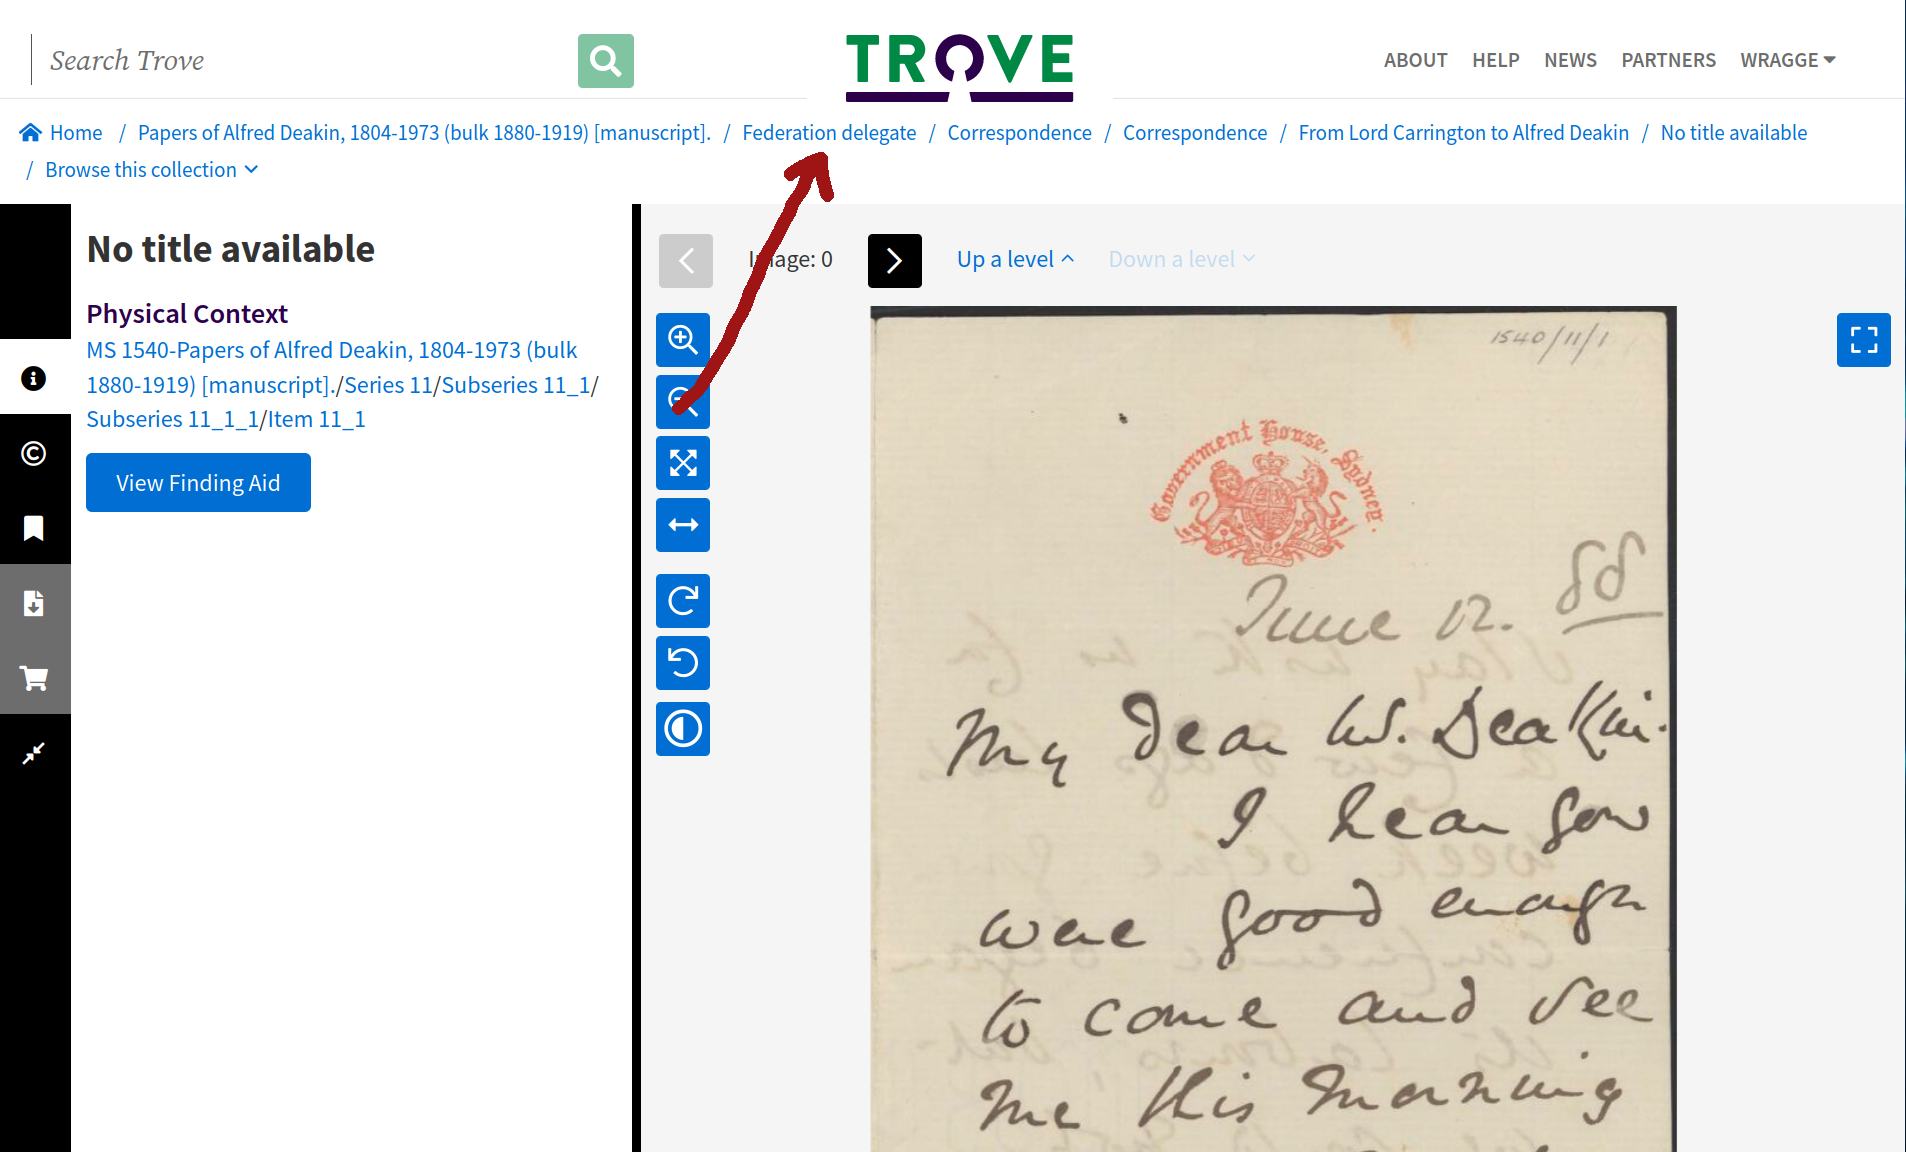 Search Trove
TROVE
ABOUT HELP NEWS PARTNERS WRAGGE
Home / Papers of Alfred Deakin, 1804-1973 (bulk 1880-1919) [manuscript]. / Federation delegate / Correspondence / Correspondence / From Lord Carrington to Alfred Deakin / No title available
/ Browse this collection
No title available
Physical Context
MS 1540-Papers of Alfred Deakin, 1804-1973 (bulk
1880-1919) [manuscript]./Series 11/Subseries 11_1/
Subseries 11_1_1/Item 11_1
View Finding Aid
Image: 0
Up a level Down a level
1540/11/1
Government House, Sydney.
June 12. 88
My dear Mr. Deakin.
I hear you
were good enough
to come and see
me this morning